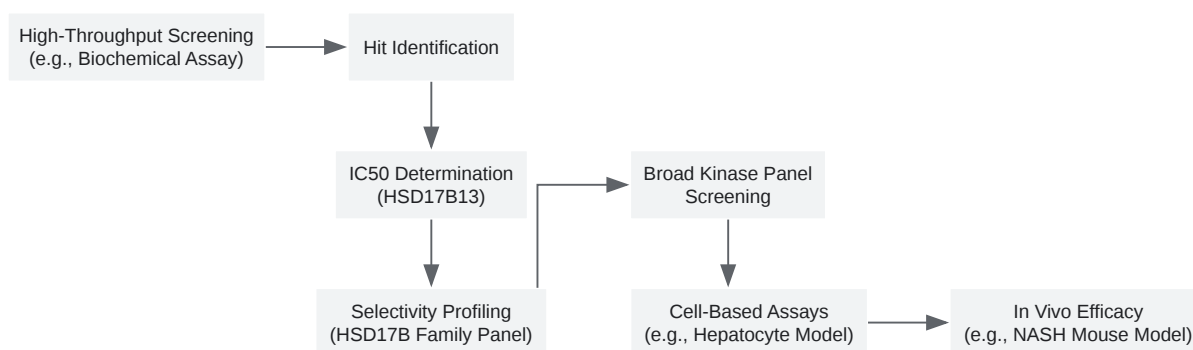 High-Throughput Screening
(e.g., Biochemical Assay)
Hit Identification
IC50 Determination
(HSD17B13)
Selectivity Profiling
(HSD17B Family Panel)
Broad Kinase Panel
Screening
Cell-Based Assays
(e.g., Hepatocyte Model)
In Vivo Efficacy
(e.g., NASH Mouse Model)